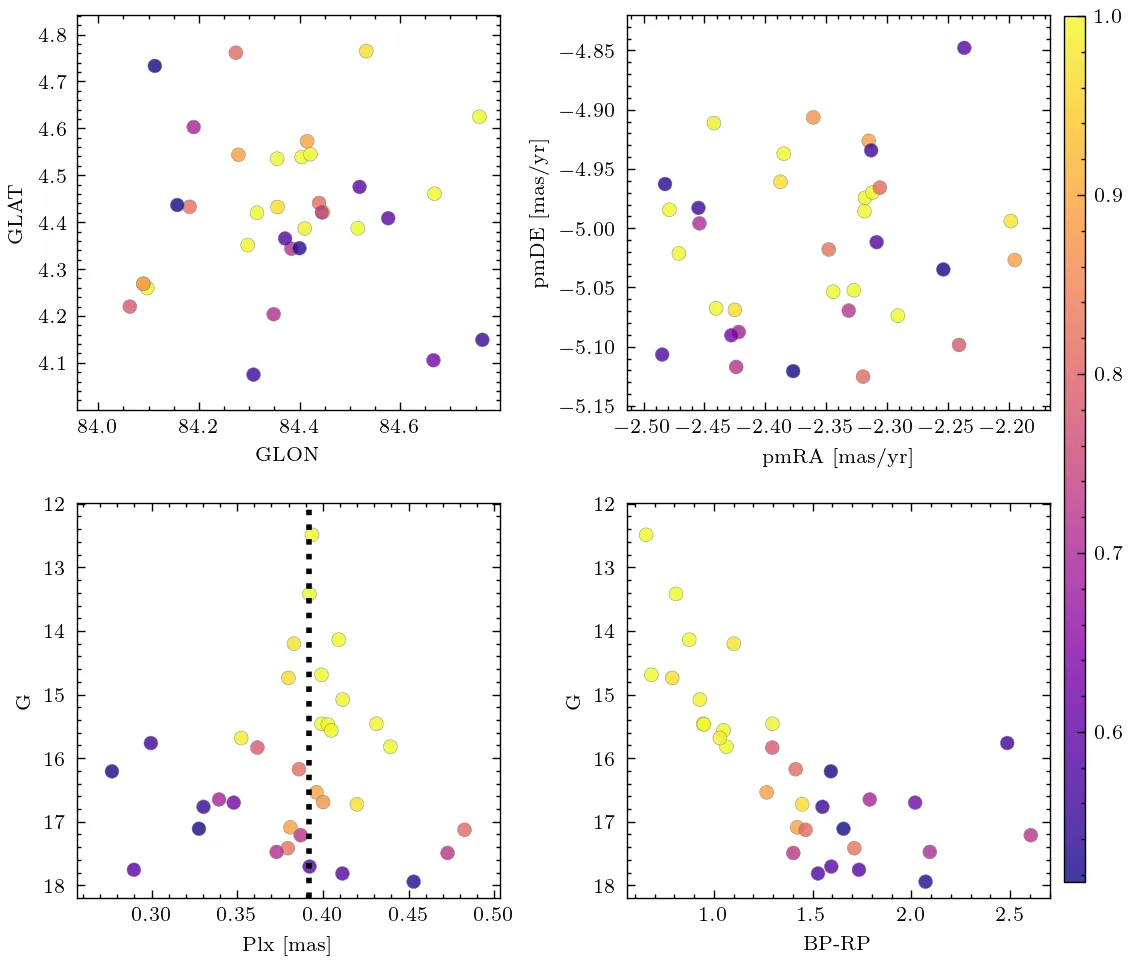 4.8
4.7
4.6
4.5
4.4
4.3
4.2
4.1
GLAT
84.0 84.2 84.4 84.6
GLON
−4.85
−4.90
−4.95
−5.00
−5.05
−5.10
−5.15
pmDE [mas/yr]
−2.50 −2.45 −2.40 −2.35 −2.30 −2.25 −2.20
pmRA [mas/yr]
1.0
0.9
0.8
0.7
0.6
12
13
14
15
16
17
18
G
0.30 0.35 0.40 0.45 0.50
Plx [mas]
12
13
14
15
16
17
18
G
1.0 1.5 2.0 2.5
BP-RP